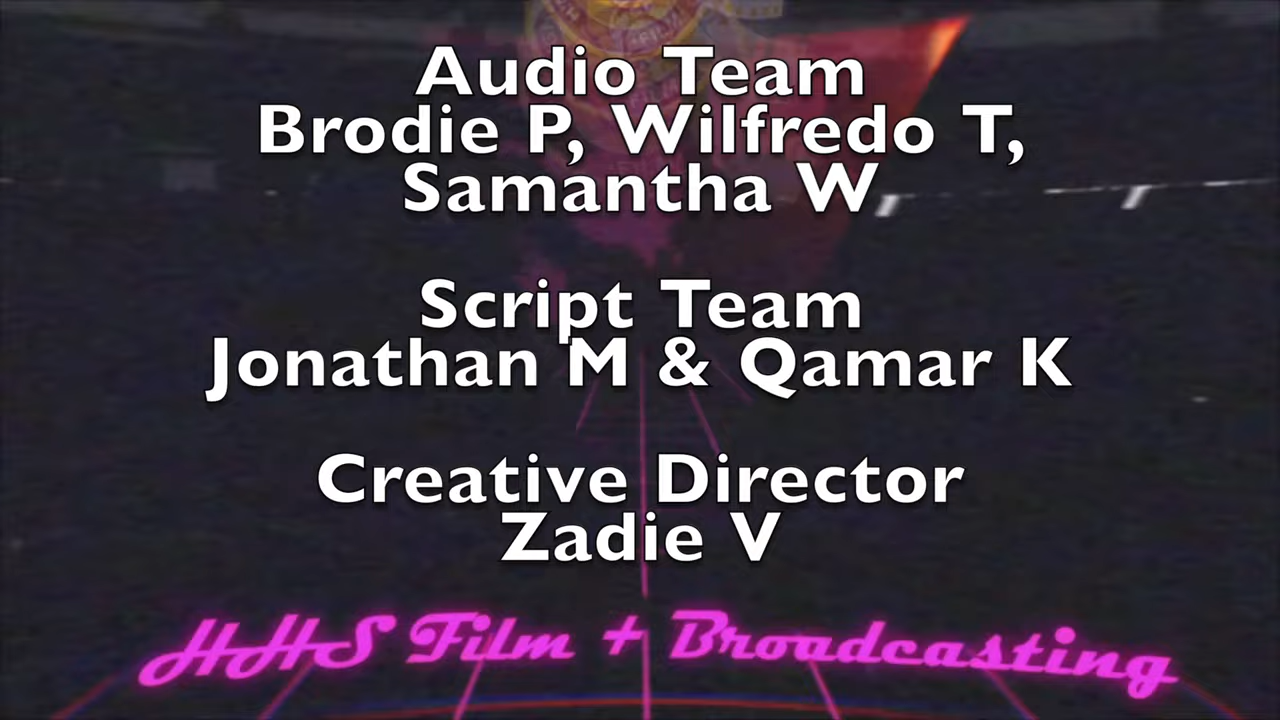 Audio Team
Brodie P, Wilfredo T,
Samantha W
Script Team
Jonathan M & Qamar K
Creative Director
Zadie V
HHS Film + Broadcasting